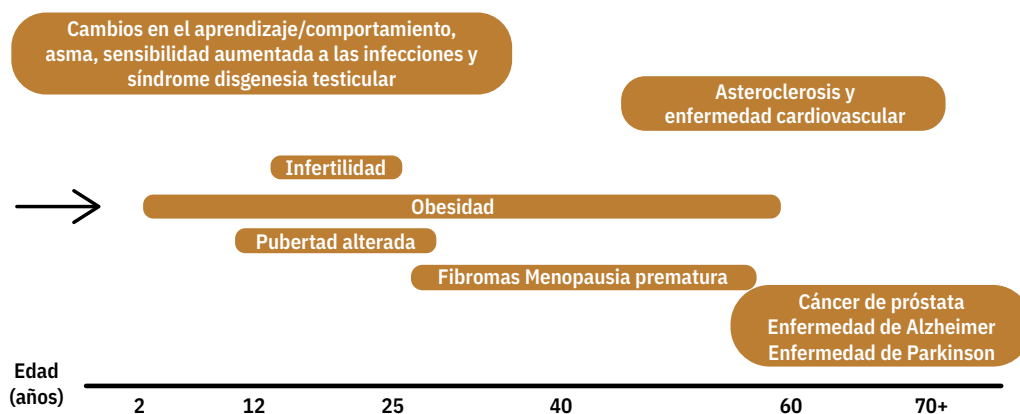 Cambios en el aprendizaje/comportamiento,
asma, sensibilidad aumentada a las infecciones y
síndrome disgenesia testicular
Asteroclerosis y
enfermedad cardiovascular
Infertilidad
Obesidad
Pubertad alterada
Fibromas Menopausia prematura
Cáncer de próstata
Enfermedad de Alzheimer
Enfermedad de Parkinson
Edad
(años)
2 12 25 40 60 70+